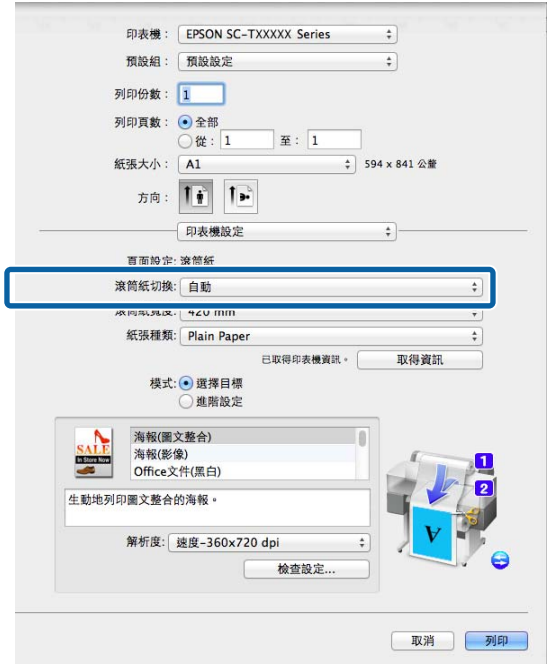 印表機： EPSON SC-TXXXXX Series
預設組： 預設設定
列印份數： 1
列印頁數： 全部
從： 1 至： 1
紙張大小： A1 594 x 841 公釐
方向：
印表機設定
頁面設定: 滾筒紙
滾筒紙切換: 自動
滾筒紙寬度: 420 mm
紙張種類: Plain Paper
已取得印表機資訊。 取得資訊
模式: 選擇目標
進階設定
SALE
In Store Now
海報(圖文整合)
海報(影像)
Office文件(黑白)
生動地列印圖文整合的海報。
解析度: 速度-360x720 dpi
檢查設定...
1
2
A
取消 列印